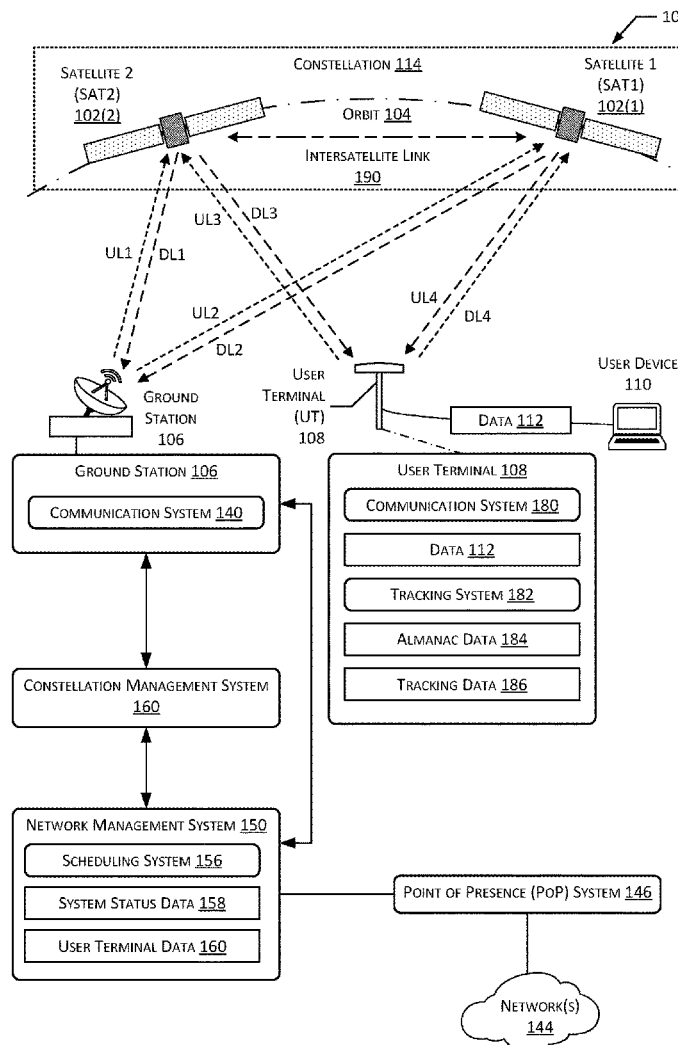 10
SATELLITE 2
(SAT2)
102(2)
CONSTELLATION 114
SATELLITE 1
(SAT1)
102(1)
ORBIT 104
INTERSATELLITE LINK
190
UL1
DL1
UL3
DL3
UL2
DL2
UL4
DL4
GROUND
STATION
106
USER
TERMINAL
(UT)
108
DATA 112
USER DEVICE
110
GROUND STATION 106
COMMUNICATION SYSTEM 140
USER TERMINAL 108
COMMUNICATION SYSTEM 180
DATA 112
TRACKING SYSTEM 182
ALMANAC DATA 184
TRACKING DATA 186
CONSTELLATION MANAGEMENT SYSTEM
160
NETWORK MANAGEMENT SYSTEM 150
SCHEDULING SYSTEM 156
SYSTEM STATUS DATA 158
USER TERMINAL DATA 160
POINT OF PRESENCE (POP) SYSTEM 146
NETWORK(S)
144